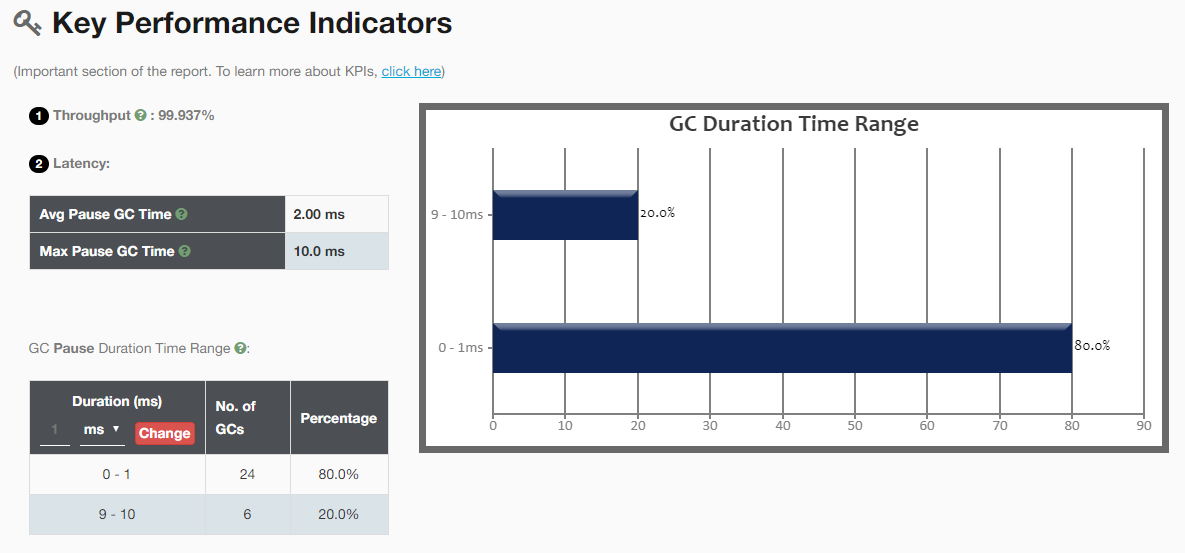 Key Performance Indicators
(Important section of the report. To learn more about KPIs, click here)
1 Throughput ? : 99.937%
2 Latency:
Avg Pause GC Time ? 2.00 ms
Max Pause GC Time ? 10.0 ms
GC Pause Duration Time Range ?:
Duration (ms) No. of GCs Percentage
1 ms ▼ Change
0 - 1 24 80.0%
9 - 10 6 20.0%
GC Duration Time Range
9 - 10ms 20.0%
0 - 1ms 80.0%
0 10 20 30 40 50 60 70 80 90